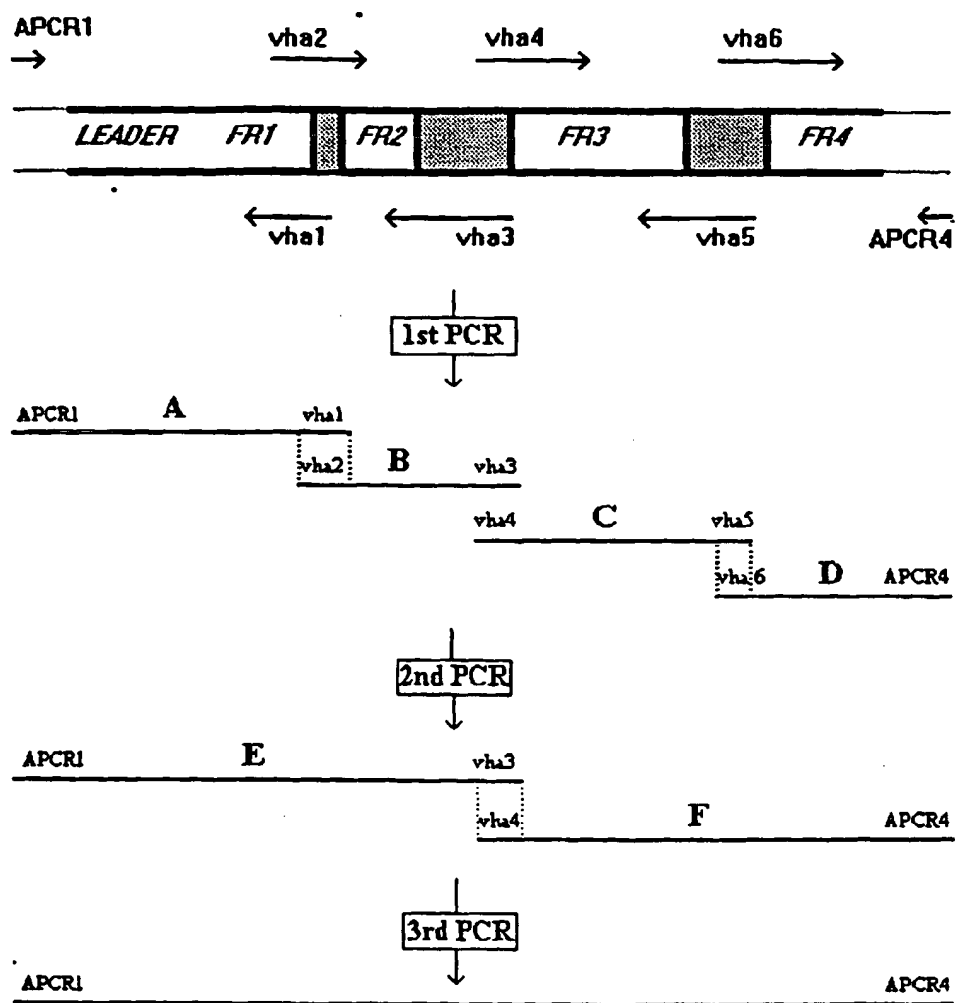 APCR1
vha2 vha4 vha6
LEADER FR1 FR2 FR3 FR4
vha1 vha3 vha5 APCR4
1st PCR
APCR1 A vha1
vha2 B vha3
vha4 C vha5
vha6 D APCR4
2nd PCR
APCR1 E vha3
vha4 F APCR4
3rd PCR
APCR1 APCR4